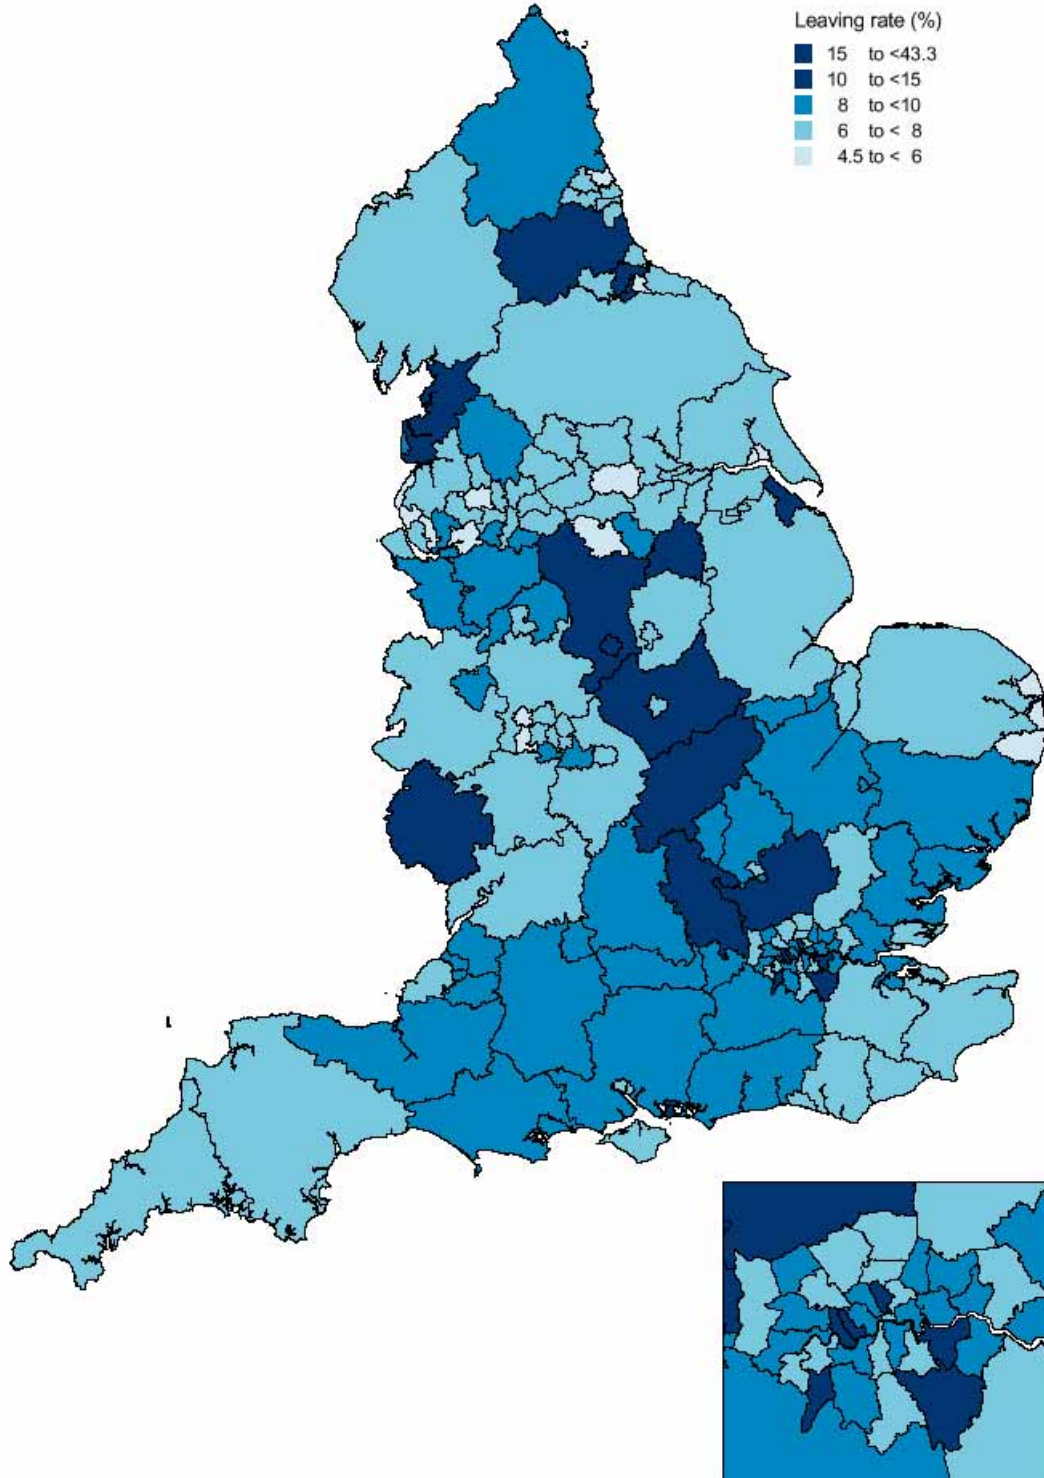 Leaving rate (%)
15 to <43.3
10 to <15
8 to <10
6 to < 8
4.5 to < 6